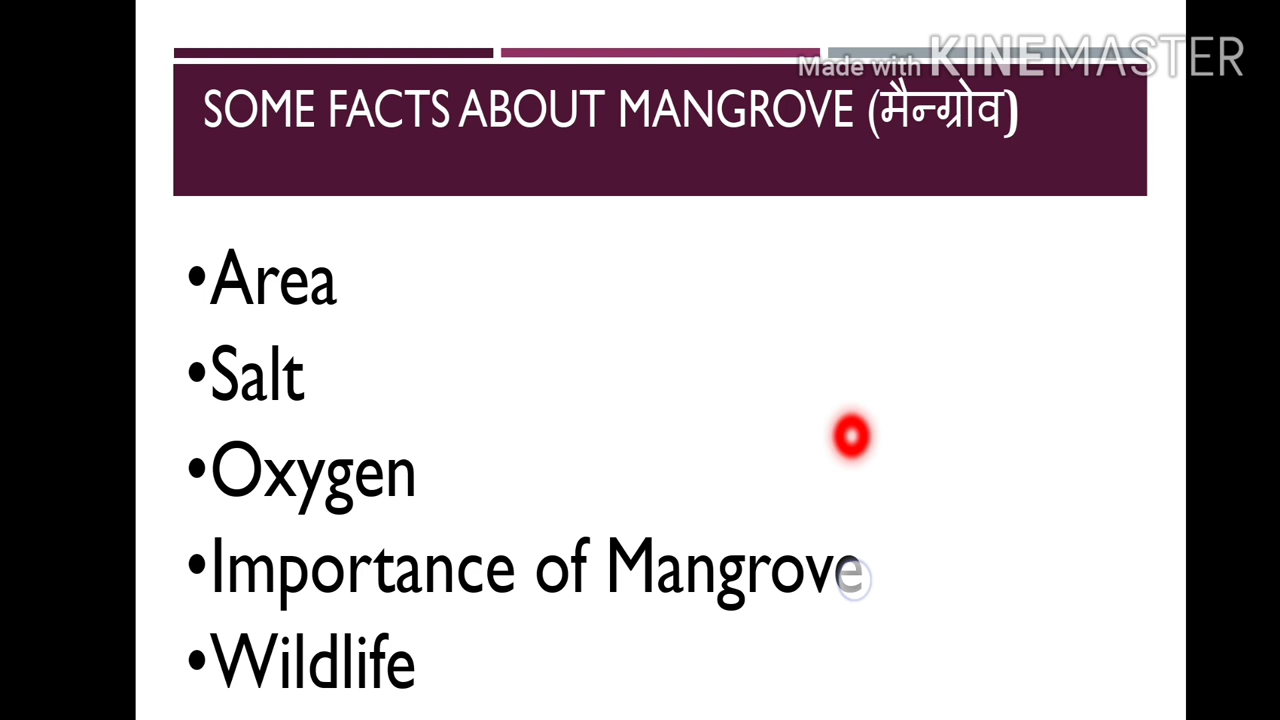 Made with KINEMASTER
SOME FACTS ABOUT MANGROVE (मैन्ग्रोव)
•Area
•Salt
•Oxygen
•Importance of Mangrove
•Wildlife